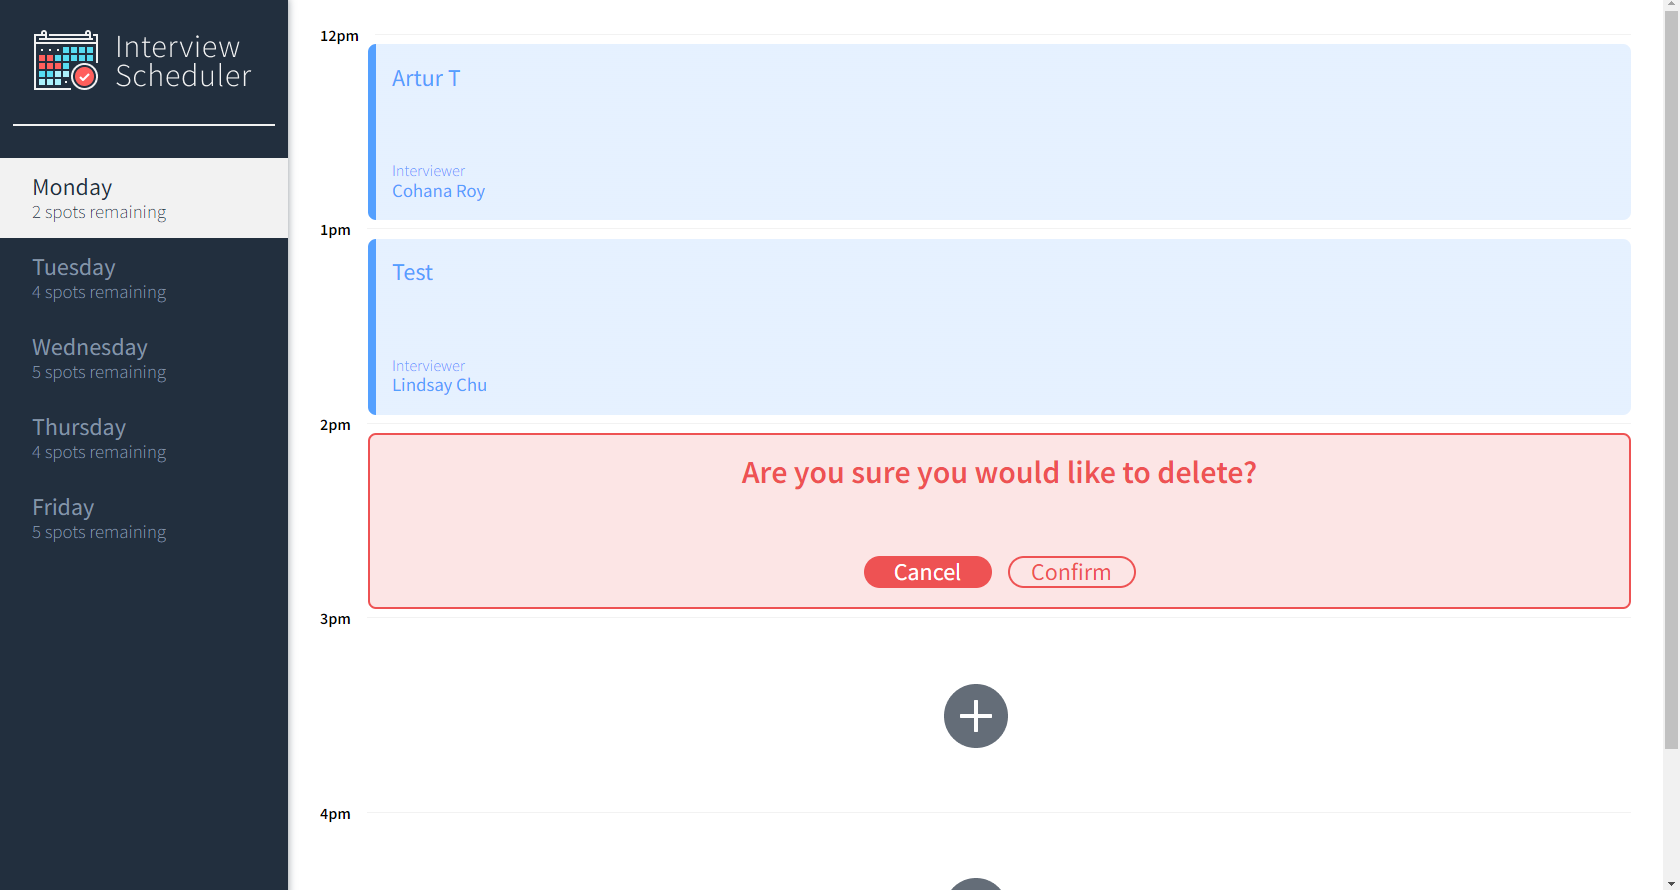 Interview
Scheduler
Monday
2 spots remaining
Tuesday
4 spots remaining
Wednesday
5 spots remaining
Thursday
4 spots remaining
Friday
5 spots remaining
12pm
Artur T
Interviewer
Cohana Roy
1pm
Test
Interviewer
Lindsay Chu
2pm
Are you sure you would like to delete?
Cancel
Confirm
3pm
4pm